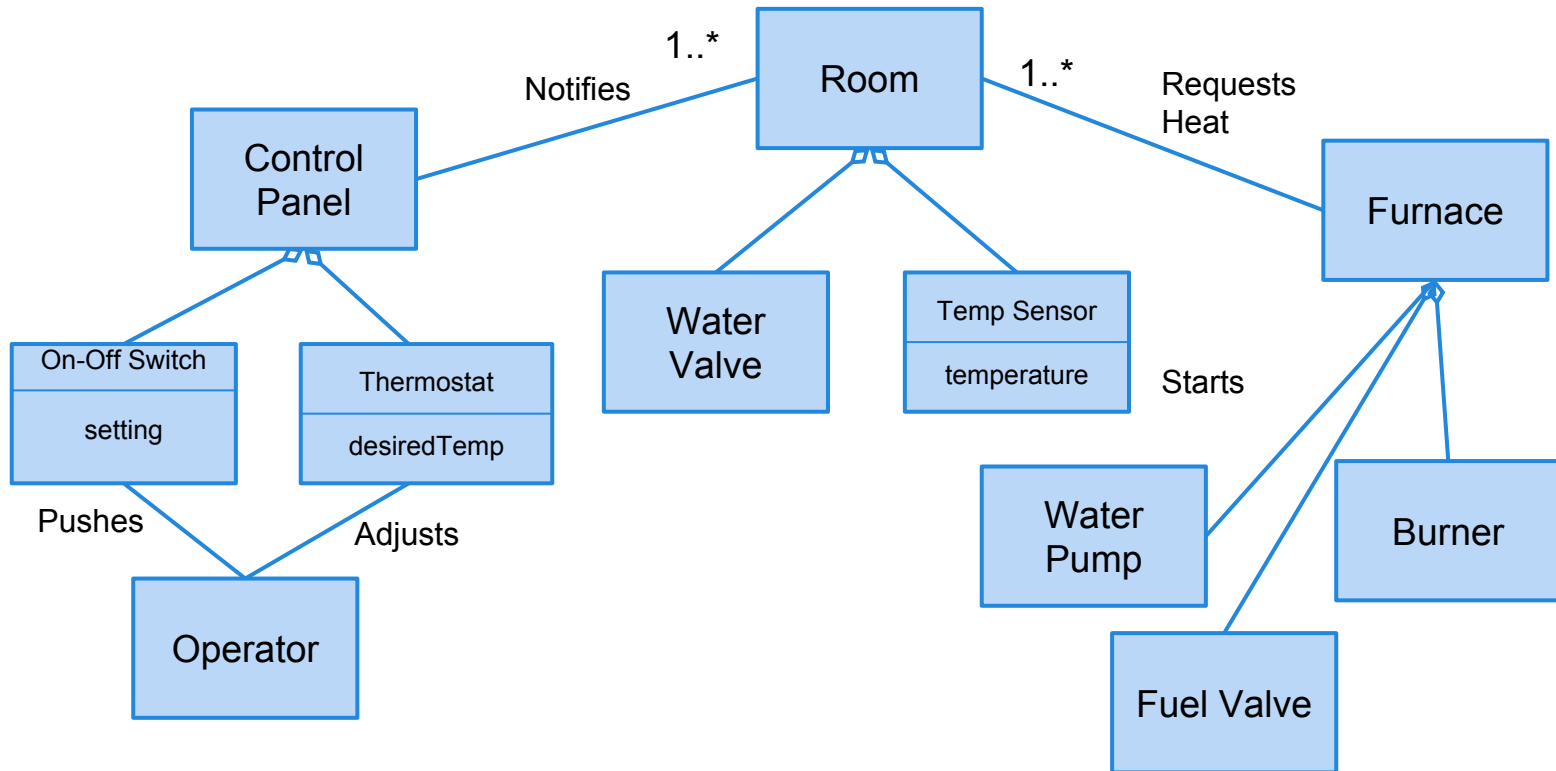 1..*
Room
1..*
Notifies
Requests
Heat
Control
Panel
Furnace
Water
Valve
Temp Sensor
temperature
On-Off Switch
setting
Thermostat
desiredTemp
Starts
Pushes
Adjusts
Water
Pump
Burner
Operator
Fuel Valve